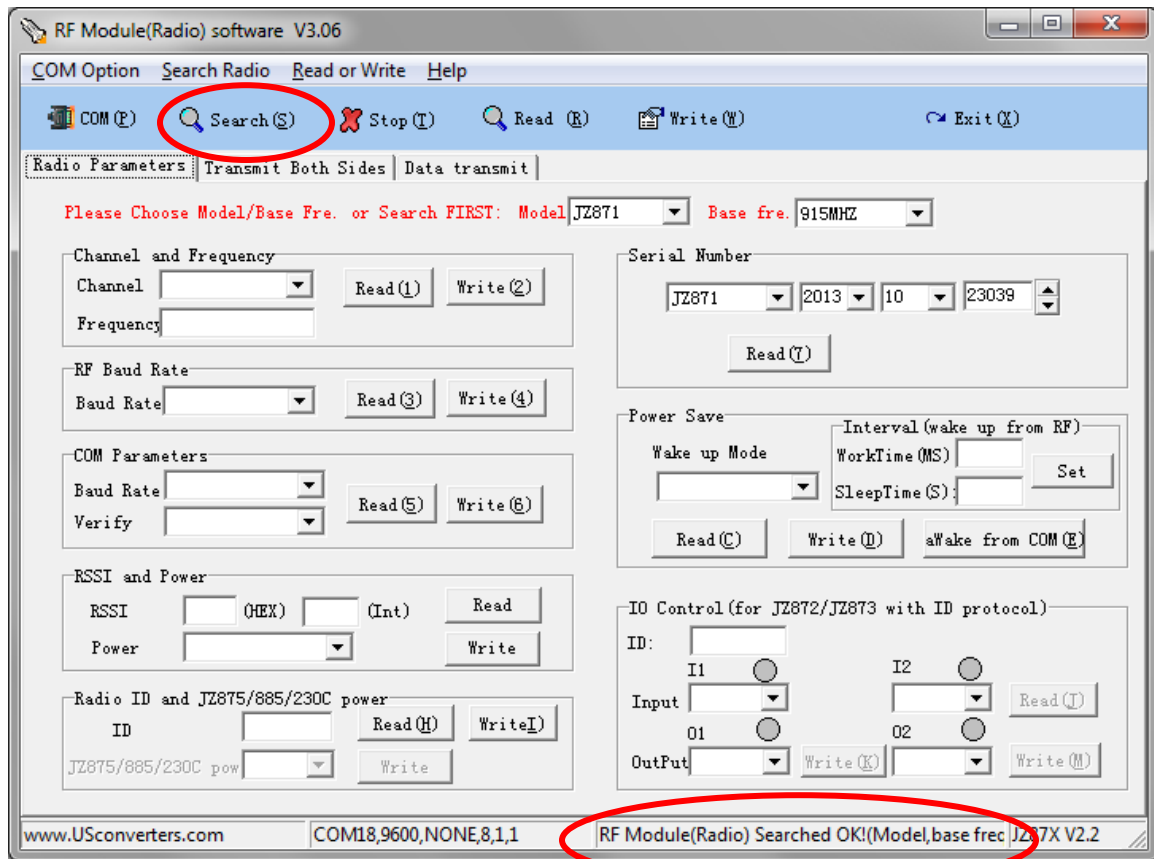 RF Module(Radio) software V3.06
COM Option Search Radio Read or Write Help
COM(P) Search(S) Stop(T) Read (R) Write(W) Exit(X)
Radio Parameters Transmit Both Sides Data transmit
Please Choose Model/Base Fre. or Search FIRST: Model JZ871 Base fre. 915MHZ
Channel and Frequency
Channel Read(1) Write(2)
Frequency
RF Baud Rate
Baud Rate Read(3) Write(4)
COM Parameters
Baud Rate Read(5) Write(6)
Verify
RSSI and Power
RSSI (HEX) (Int) Read
Power Write
Radio ID and JZ875/885/230C power
ID Read(H) WriteI)
JZ875/885/230C pow Write
Serial Number
JZ871 2013 10 23039
Read(7)
Power Save
Interval(wake up from RF)
Wake up Mode WorkTime(MS) Set
SleepTime(S):
Read(C) Write(D) aWake from COM(E)
IO Control(for JZ872/JZ873 with ID protocol)
ID:
I1 I2
Input Read(J)
O1 O2
OutPut Write(K) Write(M)
www.USconverters.com COM18,9600,NONE,8,1,1 RF Module(Radio) Searched OK!(Model,base freq JZ87X V2.2